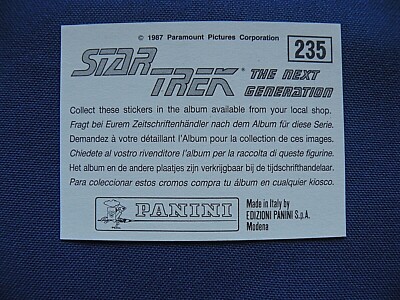 © 1987 Paramount Pictures Corporation
235
STAR TREK® THE NEXT GENERATION
Collect these stickers in the album available from your local shop.
Fragt bei Eurem Zeitschriftenhändler nach dem Album für diese Serie.
Demandez à votre détaillant l'Album pour la collection de ces images.
Chiedete al vostro rivenditore l'album per la raccolta di queste figurine.
Het album en de andere plaatjes zijn verkrijgbaar bij de tijdschrifthandelaar.
Para coleccionar estos cromos compra tu álbum en cualquier kiosco.
PANINI
Made in Italy by
EDIZIONI PANINI S.p.A.
Modena